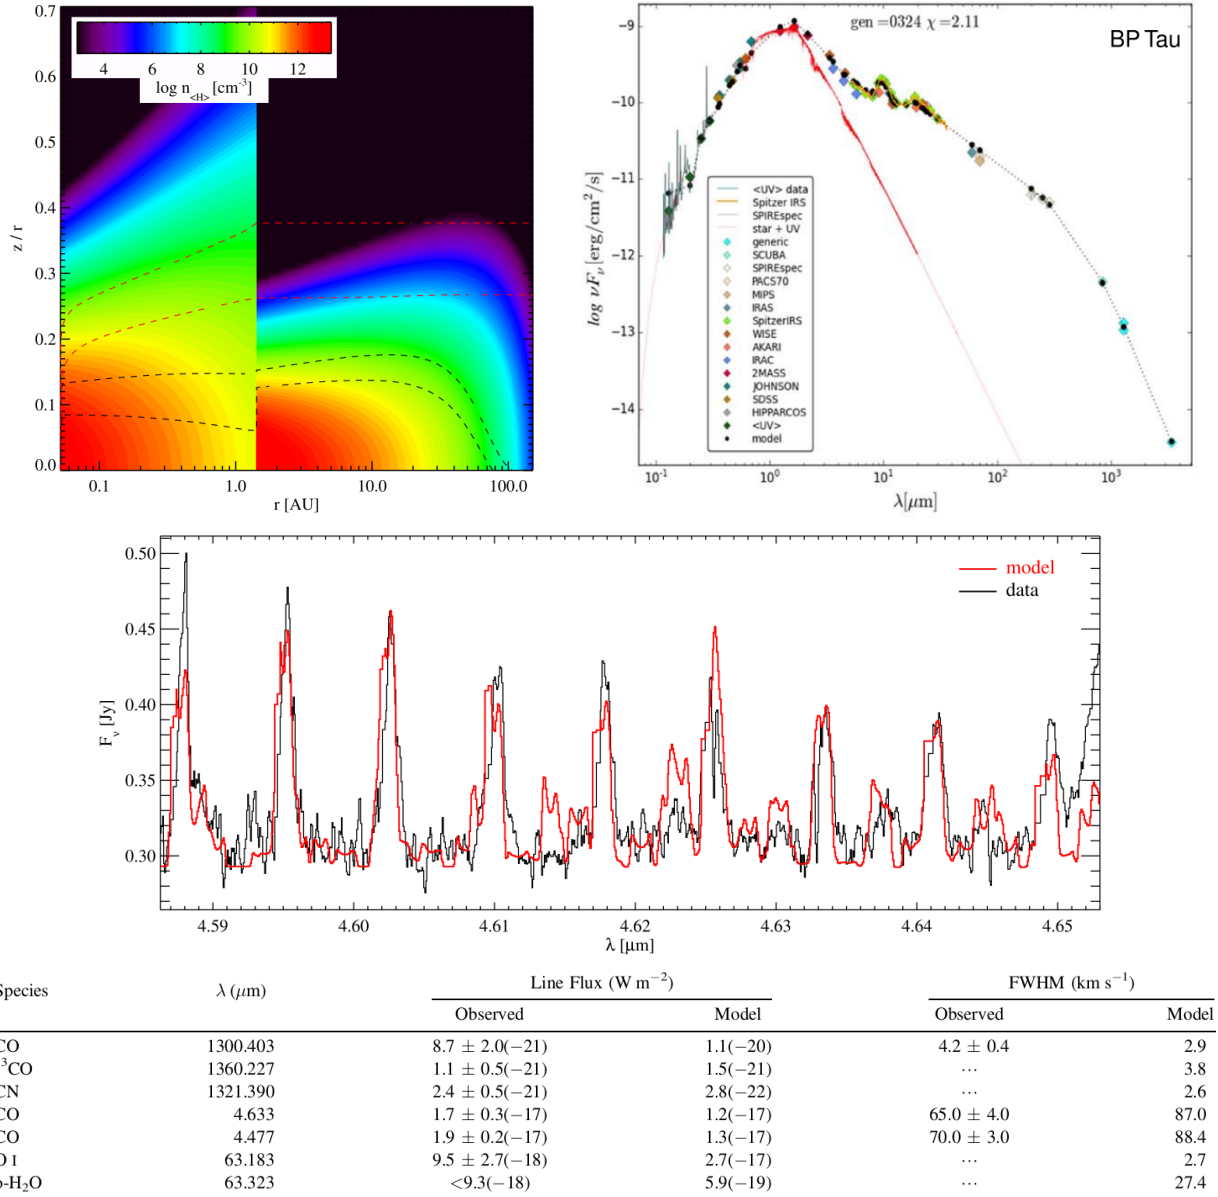 0.7
0.6
0.5
0.4
0.3
0.2
0.1
0.0
z / r
4 6 8 10 12
log n<H> [cm-3]
0.1 1.0 10.0 100.0
r [AU]
gen =0324 χ=2.11
BP Tau
−9
−10
−11
−12
−13
−14
log νFν[erg/cm2/s]
<UV> data
Spitzer IRS
SPIREspec
star + UV
generic
SCUBA
SPIREspec
PACS70
MIPS
IRAS
SpitzerIRS
WISE
AKARI
IRAC
2MASS
JOHNSON
SDSS
HIPPARCOS
<UV>
model
10-1 100 101 102 103
λ[μm]
model
data
0.50
0.45
0.40
0.35
0.30
Fν [Jy]
4.59 4.60 4.61 4.62 4.63 4.64 4.65
λ [μm]
Species λ (μm) Line Flux (W m−2) FWHM (km s−1)
Observed Model Observed Model
CO 1300.403 8.7 ± 2.0(−21) 1.1(−20) 4.2 ± 0.4 2.9
3CO 1360.227 1.1 ± 0.5(−21) 1.5(−21) ⋯ 3.8
CN 1321.390 2.4 ± 0.5(−21) 2.8(−22) ⋯ 2.6
CO 4.633 1.7 ± 0.3(−17) 1.2(−17) 65.0 ± 4.0 87.0
CO 4.477 1.9 ± 0.2(−17) 1.3(−17) 70.0 ± 3.0 88.4
O I 63.183 9.5 ± 2.7(−18) 2.7(−17) ⋯ 2.7
o-H2O 63.323 <9.3(−18) 5.9(−19) ⋯ 27.4